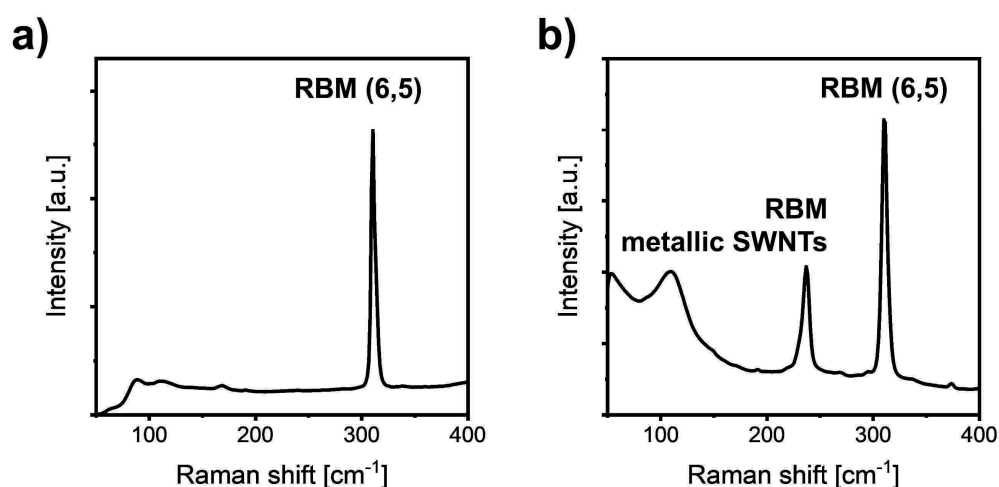 a)
RBM (6,5)
Intensity [a.u.]
100 200 300 400
Raman shift [cm⁻¹]
b)
RBM (6,5)
RBM
metallic SWNTs
Intensity [a.u.]
100 200 300 400
Raman shift [cm⁻¹]